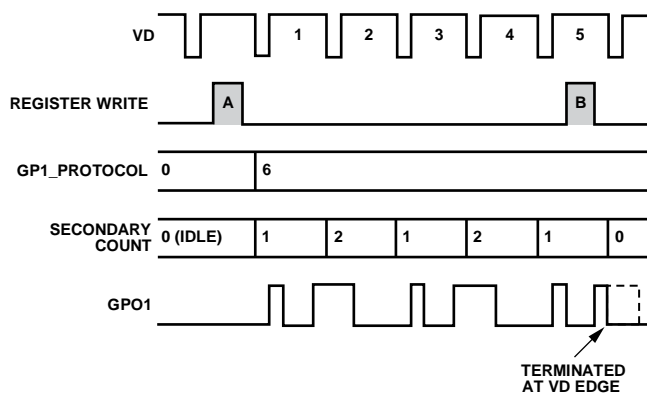 VD 1 2 3 4 5
REGISTER WRITE A B
GP1_PROTOCOL 0 6
SECONDARY
COUNT 0 (IDLE) 1 2 1 2 1 0
GPO1
TERMINATED
AT VD EDGE